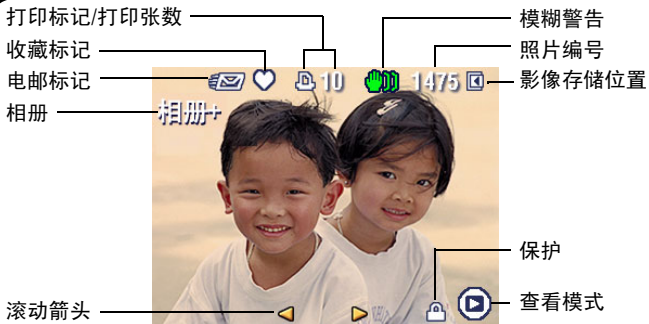 打印标记/打印张数
收藏标记
电邮标记
相册
滚动箭头
10
1475
相册+
模糊警告
照片编号
影像存储位置
保护
查看模式